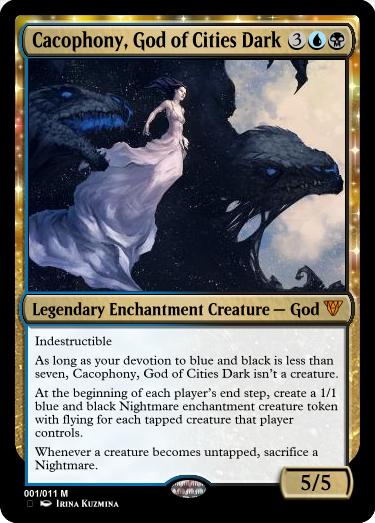 Cacophony, God of Cities Dark 3
Legendary Enchantment Creature — God
Indestructible
As long as your devotion to blue and black is less than
seven, Cacophony, God of Cities Dark isn't a creature.
At the beginning of each player's end step, create a 1/1
blue and black Nightmare enchantment creature token
with flying for each tapped creature that player
controls.
Whenever a creature becomes untapped, sacrifice a
Nightmare.
5/5
001/011 M
Irina Kuzmina